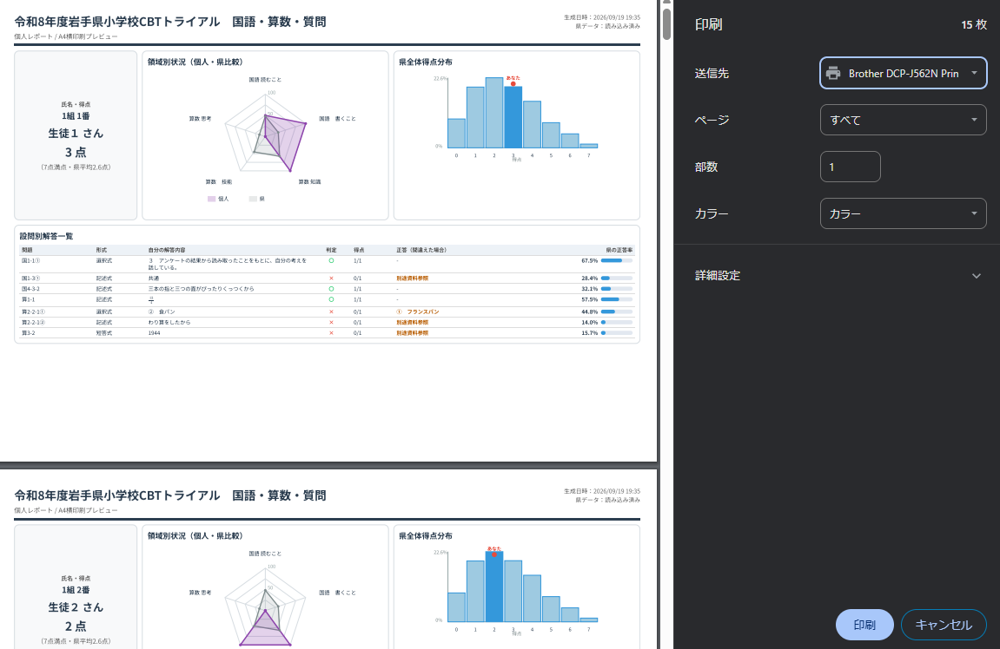 令和8年度岩手県小学校CBTトライアル　国語・算数・質問
個人レポート / A4横印刷プレビュー
生成日時：2026/09/19 19:35
県データ：読み込み済み
氏名・得点
1組 1番
生徒１ さん
3 点
(7点満点・県平均2.6点)
領域別状況（個人・県比較）
国語 読むこと
100
算数 思考
国語　書くこと
算数　技能
算数 知識
個人
県
県全体得点分布
22.6%
あなた
0%
0 1 2 3 4 5 6 7
得点
設問別解答一覧
問題 形式 自分の解答内容 判定 得点 正答（間違えた場合） 県の正答率
国1-1① 選択式 ３　アンケートの結果から読み取ったことをもとに、自分の考えを話している。 ○ 1/1 - 67.5%
国1-3① 記述式 共通 × 0/1 別途資料参照 28.4%
国4-3-2 記述式 三本の指と三つの面がぴったりくっつくから ○ 1/1 - 32.1%
算1-1 記述式 ○ 1/1 - 57.5%
算2-2-1① 選択式 ②　食パン × 0/1 ①　フランスパン 44.8%
算2-2-1② 記述式 わり算をしたから × 0/1 別途資料参照 14.0%
算3-2 短答式 1944 × 0/1 別途資料参照 15.7%
令和8年度岩手県小学校CBTトライアル　国語・算数・質問
個人レポート / A4横印刷プレビュー
生成日時：2026/09/19 19:35
県データ：読み込み済み
氏名・得点
1組 2番
生徒２ さん
2 点
(7点満点・県平均2.6点)
領域別状況（個人・県比較）
国語 読むこと
100
50
算数 思考
国語　書くこと
県全体得点分布
22.6%
あなた
0%
0 1 2 3 4 5 6 7
得点
印刷
15 枚
送信先
Brother DCP-J562N Prin
ページ
すべて
部数
1
カラー
カラー
詳細設定
印刷
キャンセル